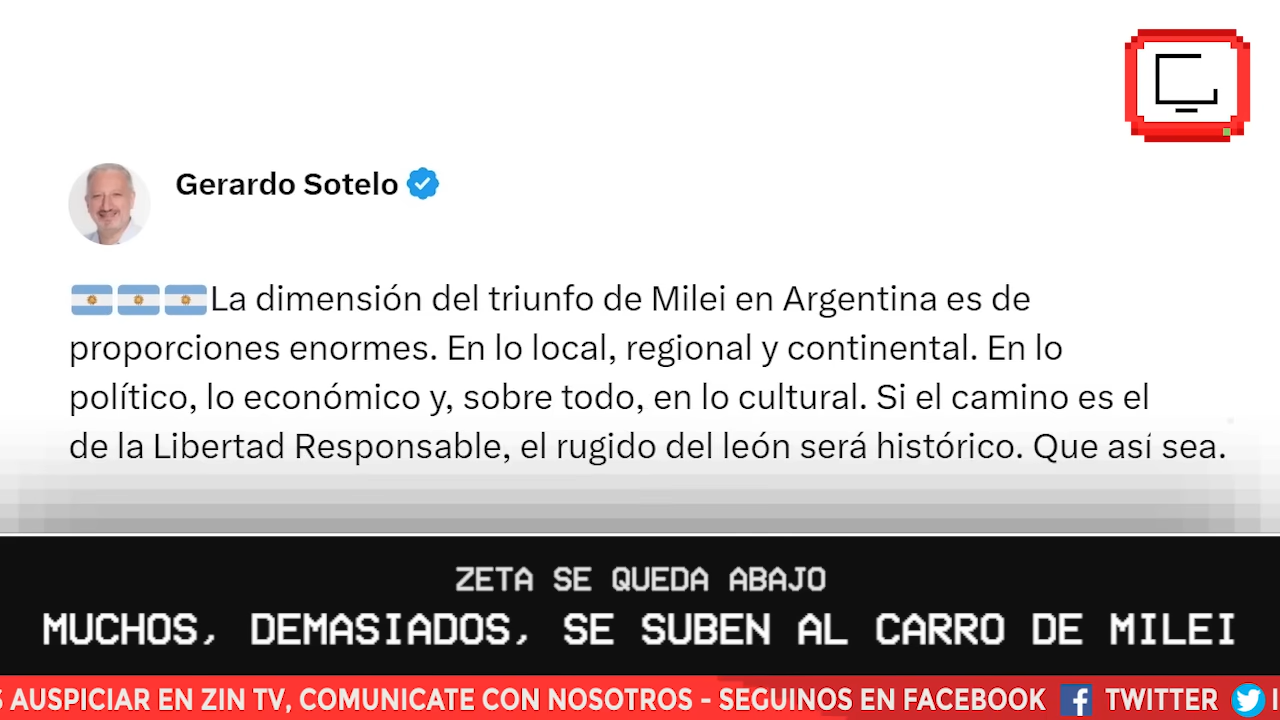 Gerardo Sotelo
La dimensión del triunfo de Milei en Argentina es de
proporciones enormes. En lo local, regional y continental. En lo
político, lo económico y, sobre todo, en lo cultural. Si el camino es el
de la Libertad Responsable, el rugido del león será histórico. Que así sea.
ZETA SE QUEDA ABAJO
MUCHOS, DEMASIADOS, SE SUBEN AL CARRO DE MILEI
AUSPICIAR EN ZIN TV, COMUNICATE CON NOSOTROS - SEGUINOS EN FACEBOOK TWITTER